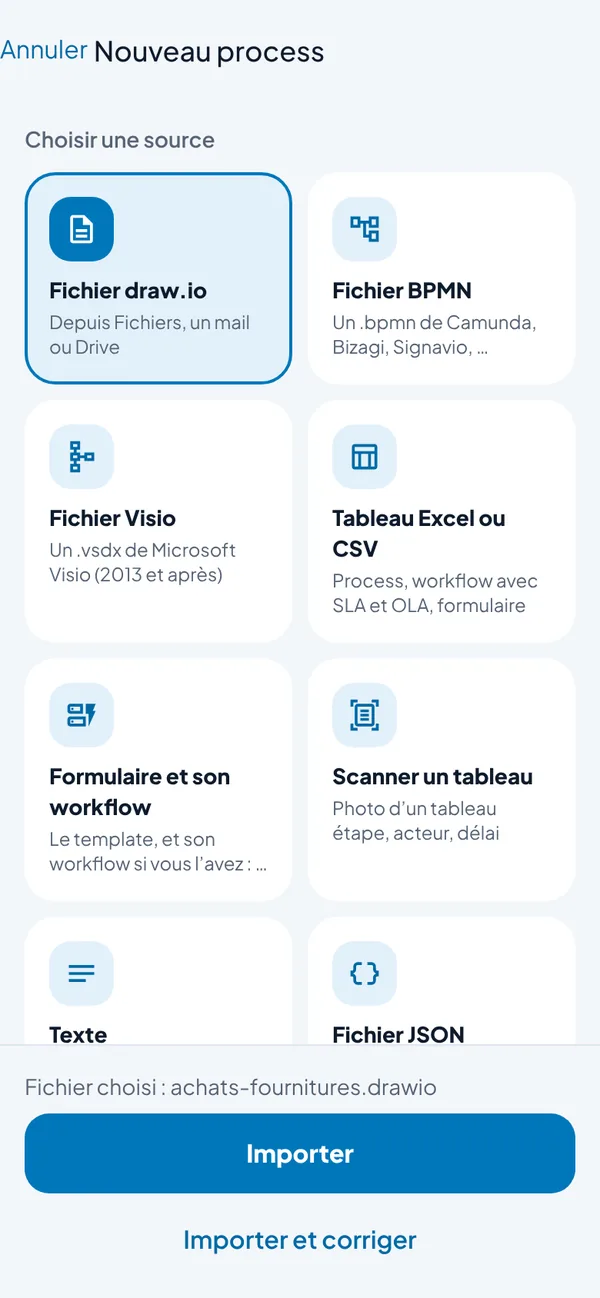 Annuler Nouveau process
Choisir une source
Fichier draw.io
Depuis Fichiers, un mail
ou Drive
Fichier BPMN
Un .bpmn de Camunda,
Bizagi, Signavio, ...
Fichier Visio
Un .vsdx de Microsoft
Visio (2013 et après)
Tableau Excel ou
CSV
Process, workflow avec
SLA et OLA, formulaire
Formulaire et son
workflow
Le template, et son
workflow si vous l’avez : ...
Scanner un tableau
Photo d’un tableau
étape, acteur, délai
Texte
Fichier JSON
Fichier choisi : achats-fournitures.drawio
Importer
Importer et corriger